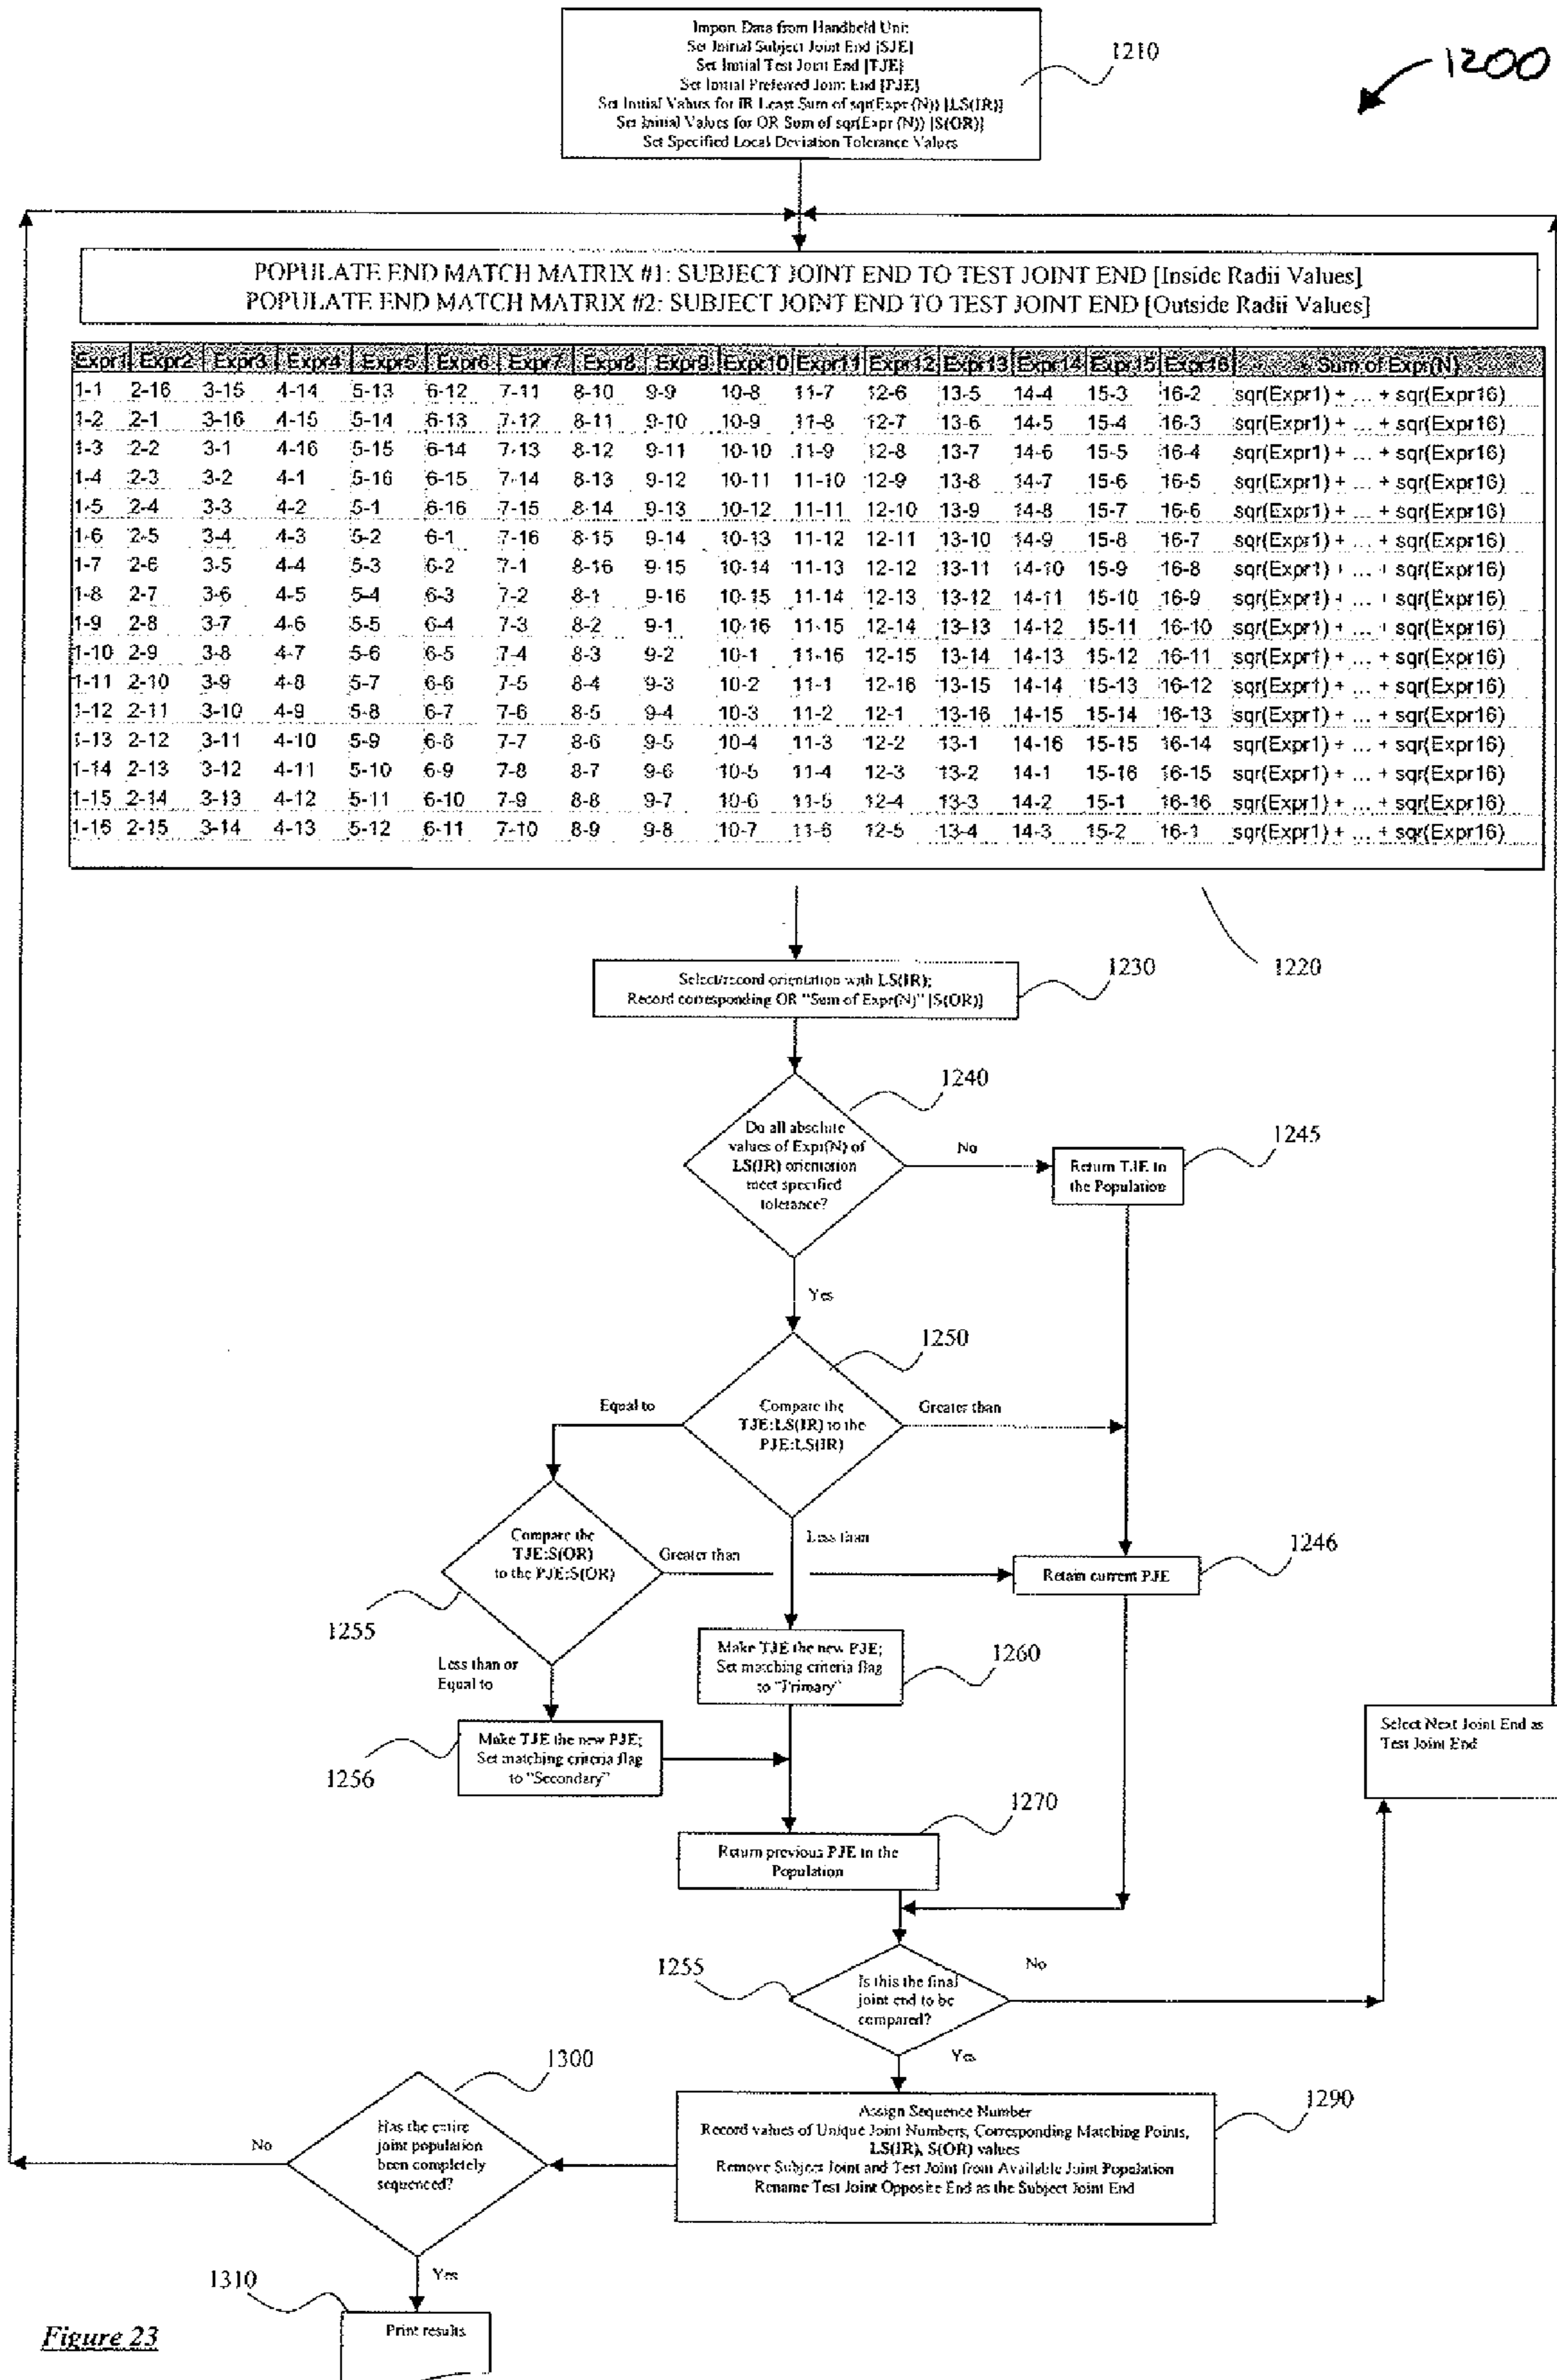 Import Data from Handheld Unit
Set Initial Subject Joint End [SJE]
Set Initial Test Joint End [TJE]
Set Initial Preferred Joint End [PJE]
Set Initial Values for IR Least Sum of sqr(Expr (N)) [LS(IR)]
Set Initial Values for OR Sum of sqr(Expr (N)) [S(OR)]
Set Specified Local Deviation Tolerance Values
1210
1200
POPULATE END MATCH MATRIX #1: SUBJECT JOINT END TO TEST JOINT END [Inside Radii Values]
POPULATE END MATCH MATRIX #2: SUBJECT JOINT END TO TEST JOINT END [Outside Radii Values]
Expr1 Expr2 Expr3 Expr4 Expr5 Expr6 Expr7 Expr8 Expr9 Expr10 Expr11 Expr12 Expr13 Expr14 Expr15 Expr16 Sum of Expr(N)
1-1 2-16 3-15 4-14 5-13 6-12 7-11 8-10 9-9 10-8 11-7 12-6 13-5 14-4 15-3 16-2 sqr(Expr1) + ... + sqr(Expr16)
1-2 2-1 3-16 4-15 5-14 6-13 7-12 8-11 9-10 10-9 11-8 12-7 13-6 14-5 15-4 16-3 sqr(Expr1) + ... + sqr(Expr16)
1-3 2-2 3-1 4-16 5-15 6-14 7-13 8-12 9-11 10-10 11-9 12-8 13-7 14-6 15-5 16-4 sqr(Expr1) + ... + sqr(Expr16)
1-4 2-3 3-2 4-1 5-16 6-15 7-14 8-13 9-12 10-11 11-10 12-9 13-8 14-7 15-6 16-5 sqr(Expr1) + ... + sqr(Expr16)
1-5 2-4 3-3 4-2 5-1 6-16 7-15 8-14 9-13 10-12 11-11 12-10 13-9 14-8 15-7 16-6 sqr(Expr1) + ... + sqr(Expr16)
1-6 2-5 3-4 4-3 5-2 6-1 7-16 8-15 9-14 10-13 11-12 12-11 13-10 14-9 15-8 16-7 sqr(Expr1) + ... + sqr(Expr16)
1-7 2-6 3-5 4-4 5-3 6-2 7-1 8-16 9-15 10-14 11-13 12-12 13-11 14-10 15-9 16-8 sqr(Expr1) + ... + sqr(Expr16)
1-8 2-7 3-6 4-5 5-4 6-3 7-2 8-1 9-16 10-15 11-14 12-13 13-12 14-11 15-10 16-9 sqr(Expr1) + ... + sqr(Expr16)
1-9 2-8 3-7 4-6 5-5 6-4 7-3 8-2 9-1 10-16 11-15 12-14 13-13 14-12 15-11 16-10 sqr(Expr1) + ... + sqr(Expr16)
1-10 2-9 3-8 4-7 5-6 6-5 7-4 8-3 9-2 10-1 11-16 12-15 13-14 14-13 15-12 16-11 sqr(Expr1) + ... + sqr(Expr16)
1-11 2-10 3-9 4-8 5-7 6-6 7-5 8-4 9-3 10-2 11-1 12-16 13-15 14-14 15-13 16-12 sqr(Expr1) + ... + sqr(Expr16)
1-12 2-11 3-10 4-9 5-8 6-7 7-6 8-5 9-4 10-3 11-2 12-1 13-16 14-15 15-14 16-13 sqr(Expr1) + ... + sqr(Expr16)
1-13 2-12 3-11 4-10 5-9 6-8 7-7 8-6 9-5 10-4 11-3 12-2 13-1 14-16 15-15 16-14 sqr(Expr1) + ... + sqr(Expr16)
1-14 2-13 3-12 4-11 5-10 6-9 7-8 8-7 9-6 10-5 11-4 12-3 13-2 14-1 15-16 16-15 sqr(Expr1) + ... + sqr(Expr16)
1-15 2-14 3-13 4-12 5-11 6-10 7-9 8-8 9-7 10-6 11-5 12-4 13-3 14-2 15-1 16-16 sqr(Expr1) + ... + sqr(Expr16)
1-16 2-15 3-14 4-13 5-12 6-11 7-10 8-9 9-8 10-7 11-6 12-5 13-4 14-3 15-2 16-1 sqr(Expr1) + ... + sqr(Expr16)
1220
Select/record orientation with LS(IR);
Record corresponding OR "Sum of Expr(N)" [S(OR)]
1230
1240
Do all absolute
values of Expr(N) of
LS(IR) orientation
meet specified
tolerance?
No
Return TJE to
the Population
1245
Yes
1250
Equal to
Compare the
TJE:LS(IR) to the
PJE:LS(IR)
Greater than
Less than
Compare the
TJE:S(OR)
to the PJE:S(OR)
Greater than
1255
Retain current PJE
1246
Less than or
Equal to
Make TJE the new PJE;
Set matching criteria flag
to "Primary"
1260
Make TJE the new PJE;
Set matching criteria flag
to "Secondary"
1256
Select Next Joint End as
Test Joint End
1270
Return previous PJE to the
Population
1255
Is this the final
joint end to be
compared?
No
Yes
1300
Has the entire
joint population
been completely
sequenced?
No
Assign Sequence Number
Record values of Unique Joint Numbers, Corresponding Matching Points,
LS(IR), S(OR) values
Remove Subject Joint and Test Joint from Available Joint Population
Rename Test Joint Opposite End as the Subject Joint End
1290
Yes
1310
Print results
Figure 23